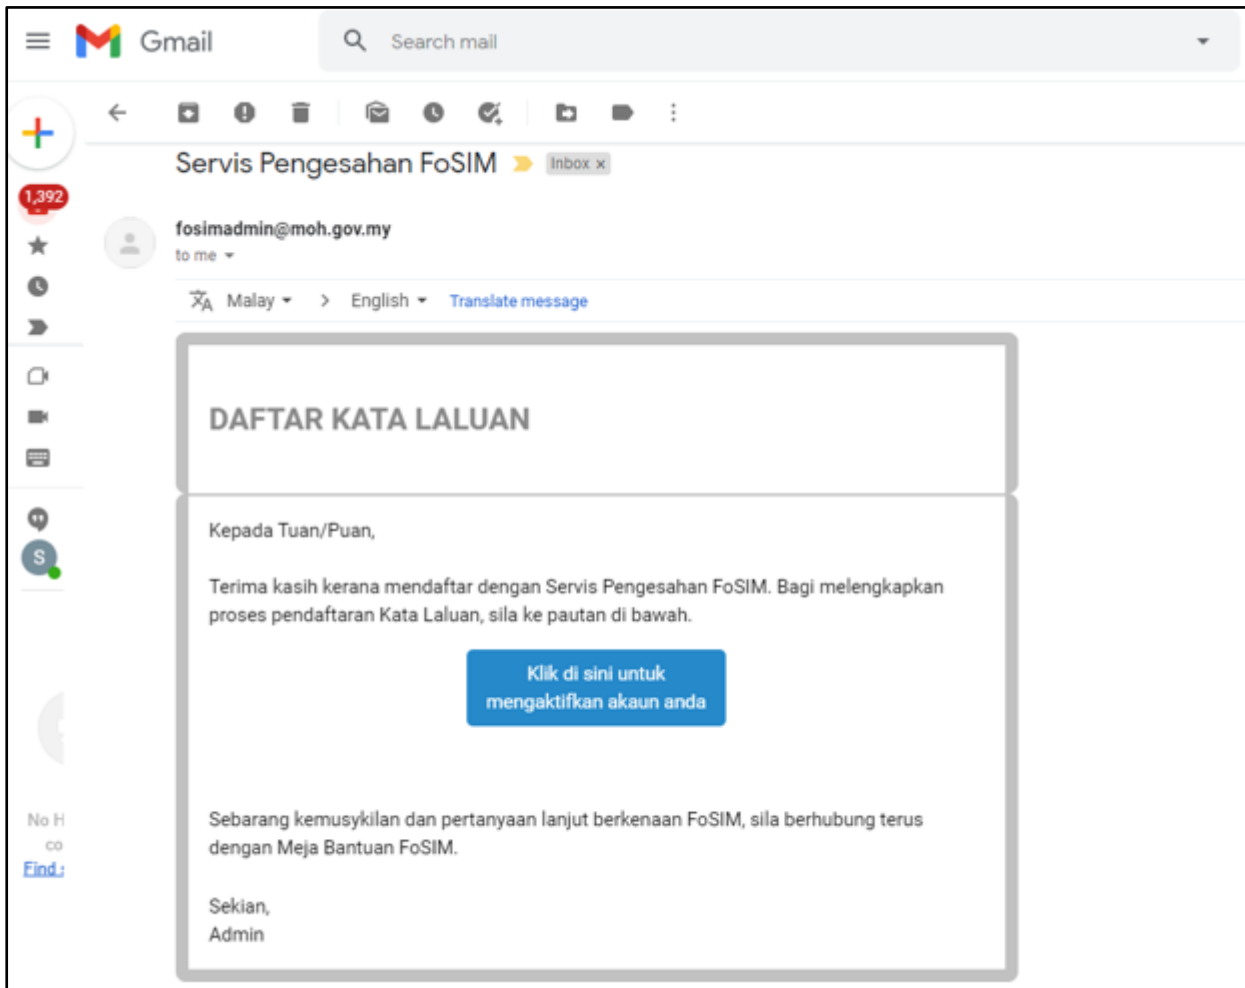 Gmail
Search mail
Servis Pengesahan FoSIM
Inbox x
1,392
fosimadmin@moh.gov.my
to me
Malay > English Translate message
DAFTAR KATA LALUAN
Kepada Tuan/Puan,
S
Terima kasih kerana mendaftar dengan Servis Pengesahan FoSIM. Bagi melengkapkan
proses pendaftaran Kata Laluan, sila ke pautan di bawah.
Klik di sini untuk
mengaktifkan akaun anda
Sebarang kemusykilan dan pertanyaan lanjut berkenaan FoSIM, sila berhubung terus
dengan Meja Bantuan FoSIM.
No H
co
Find
Sekian,
Admin